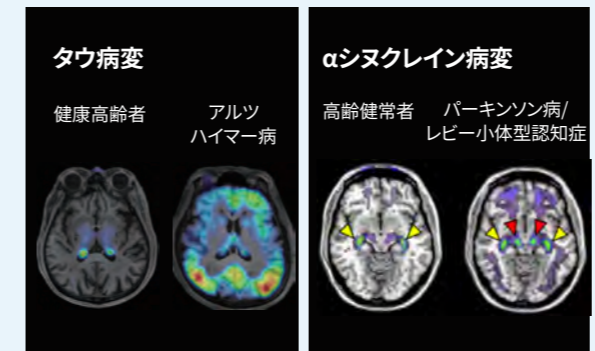 タウ病変
健康高齢者
アルツ
ハイマー病
αシヌクレイン病変
高齢健常者
パーキンソン病/
レビー小体型認知症